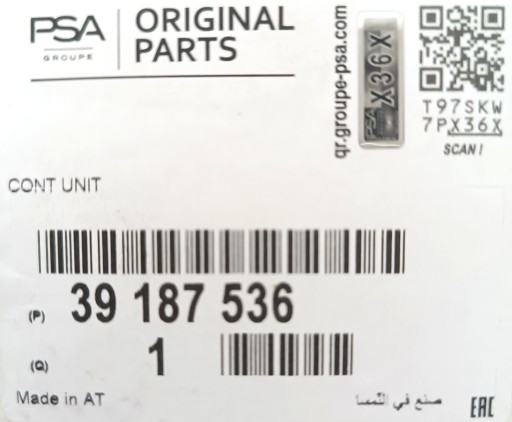 PSA
GROUPE
ORIGINAL
PARTS
qr.groupe-psa.com
PSA X36X
T97SKW
7PX36X
SCAN!
CONT UNIT
(P) 39 187 536
(Q) 1
Made in AT
صنع في النمسا
EAC